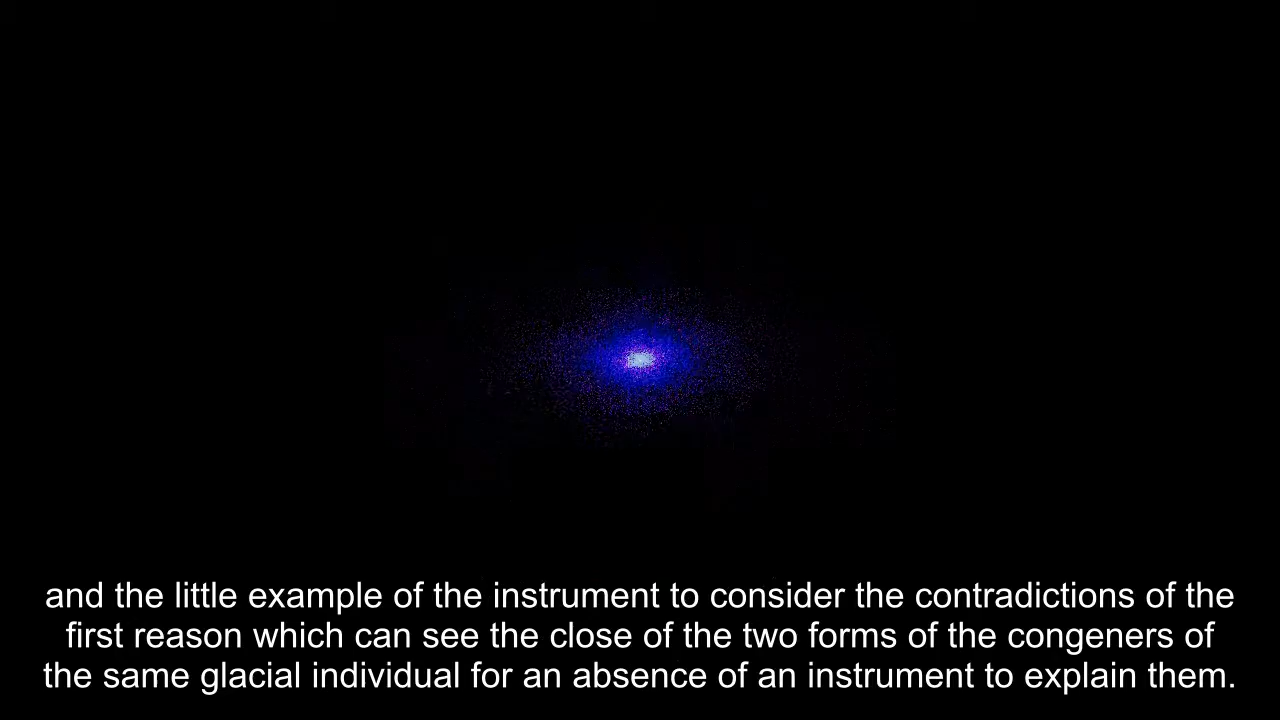 and the little example of the instrument to consider the contradictions of the
first reason which can see the close of the two forms of the congeners of
the same glacial individual for an absence of an instrument to explain them.